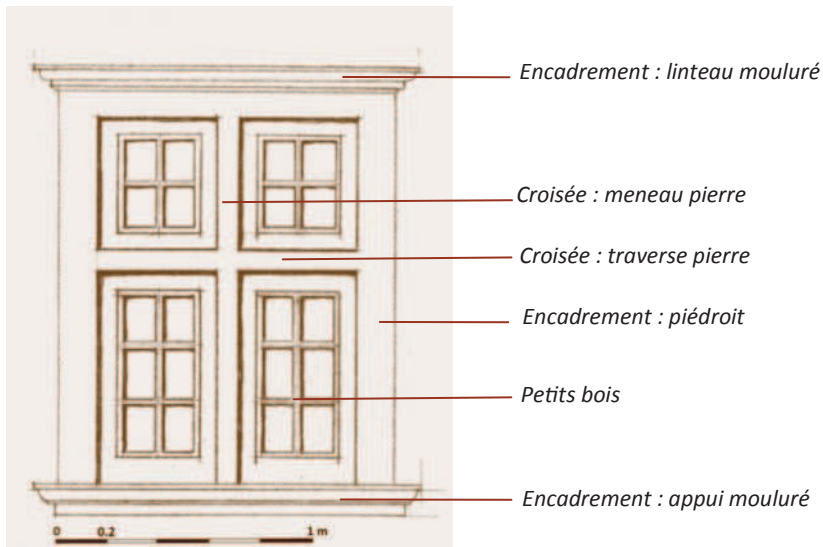 Encadrement : linteau mouluré
Croisée : meneau pierre
Croisée : traverse pierre
Encadrement : piédroit
Petits bois
Encadrement : appui mouluré
0 0.2 1 m